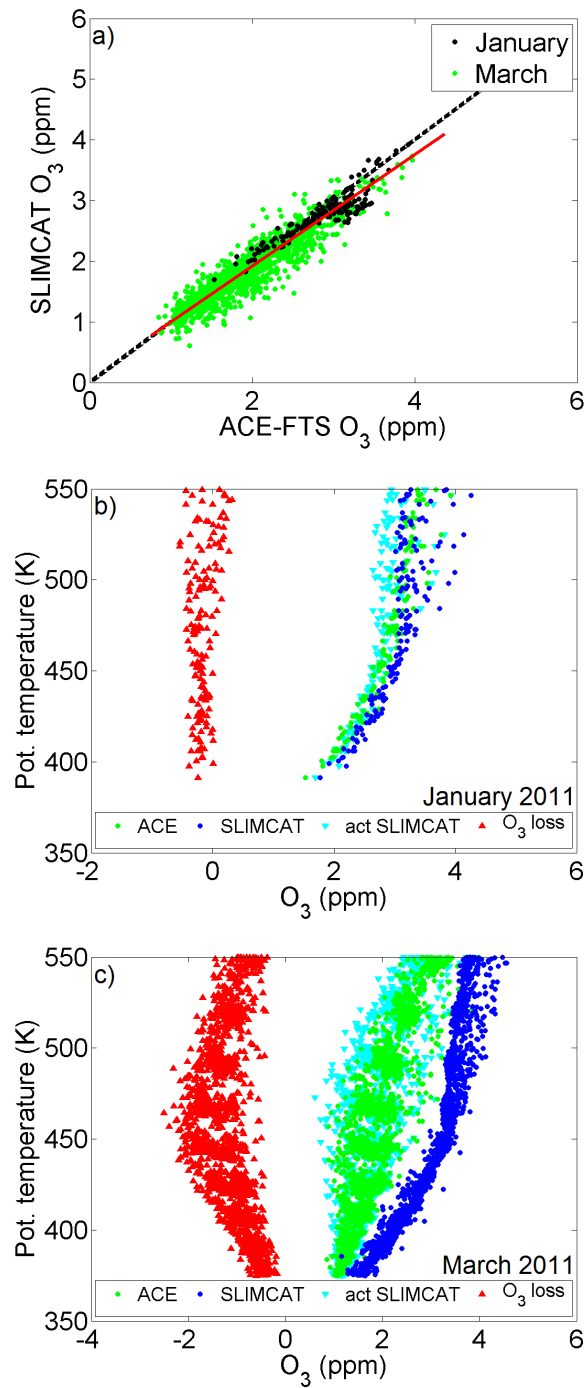 a)
January
March
6
5
4
3
2
1
0
SLIMCAT O3 (ppm)
0 2 4 6
ACE-FTS O3 (ppm)
b)
550
500
450
400
350
Pot. temperature (K)
January 2011
ACE SLIMCAT act SLIMCAT O3 loss
-2 0 2 4 6
O3 (ppm)
c)
550
500
450
400
350
Pot. temperature (K)
March 2011
ACE SLIMCAT act SLIMCAT O3 loss
-4 -2 0 2 4 6
O3 (ppm)